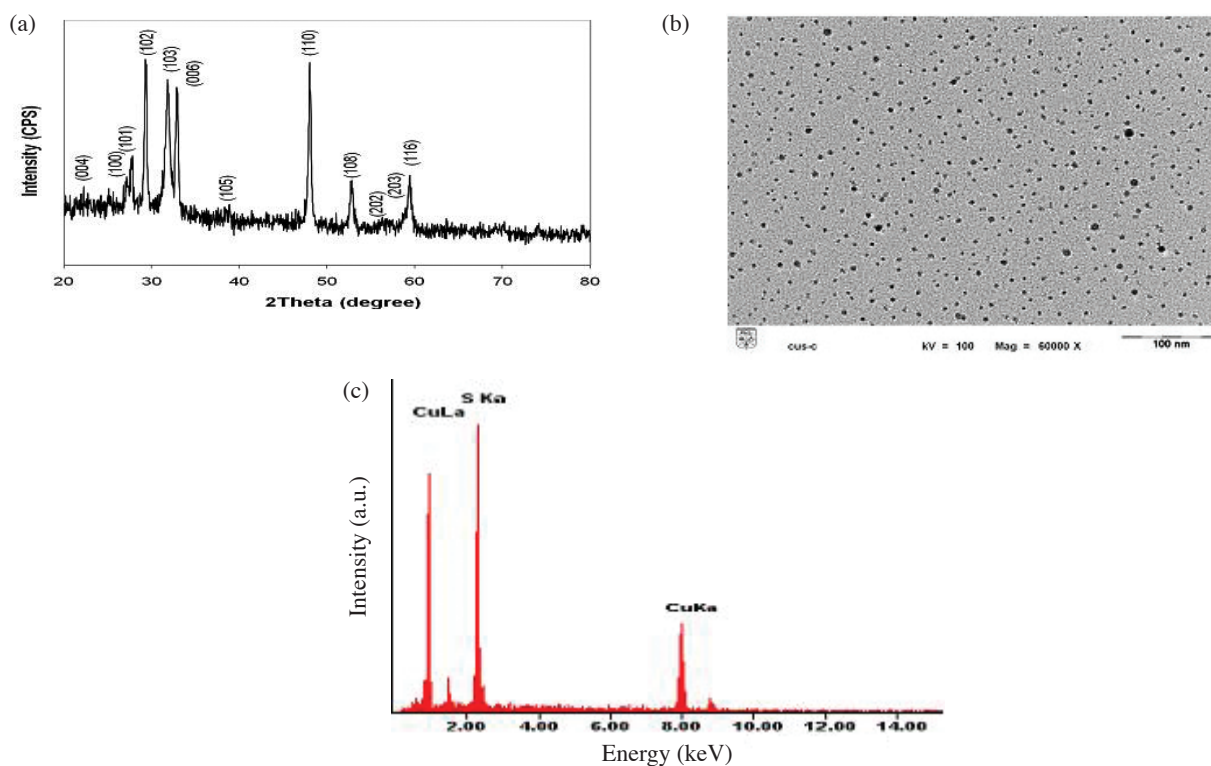 (a)
(102)
(103)
(006)
(110)
(101)
(100)
(004)
(105)
(108)
(202)
(203)
(116)
Intensity (CPS)
20 30 40 50 60 70 80
2Theta (degree)
(b)
cus-c kV = 100 Mag = 60000 X 100 nm
(c)
S Ka
CuLa
CuKa
Intensity (a.u.)
2.00 4.00 6.00 8.00 10.00 12.00 14.00
Energy (keV)